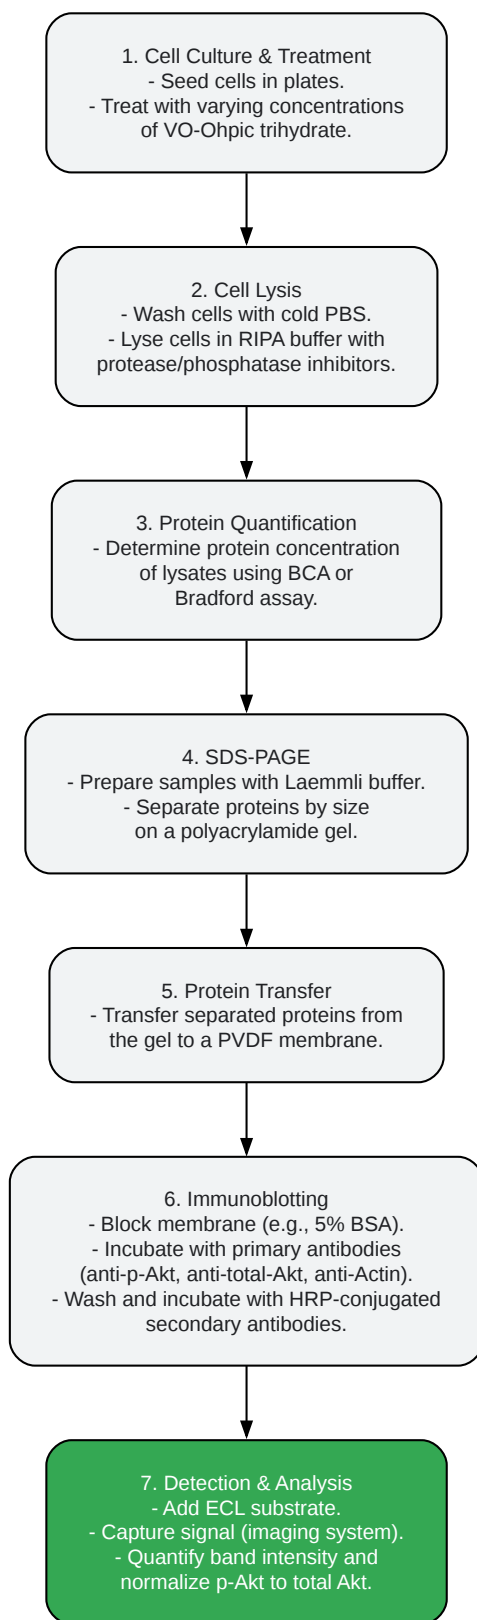 1. Cell Culture & Treatment
- Seed cells in plates.
- Treat with varying concentrations
of VO-Ohpic trihydrate.
2. Cell Lysis
- Wash cells with cold PBS.
- Lyse cells in RIPA buffer with
protease/phosphatase inhibitors.
3. Protein Quantification
- Determine protein concentration
of lysates using BCA or
Bradford assay.
4. SDS-PAGE
- Prepare samples with Laemmli buffer.
- Separate proteins by size
on a polyacrylamide gel.
5. Protein Transfer
- Transfer separated proteins from
the gel to a PVDF membrane.
6. Immunoblotting
- Block membrane (e.g., 5% BSA).
- Incubate with primary antibodies
(anti-p-Akt, anti-total-Akt, anti-Actin).
- Wash and incubate with HRP-conjugated
secondary antibodies.
7. Detection & Analysis
- Add ECL substrate.
- Capture signal (imaging system).
- Quantify band intensity and
normalize p-Akt to total Akt.